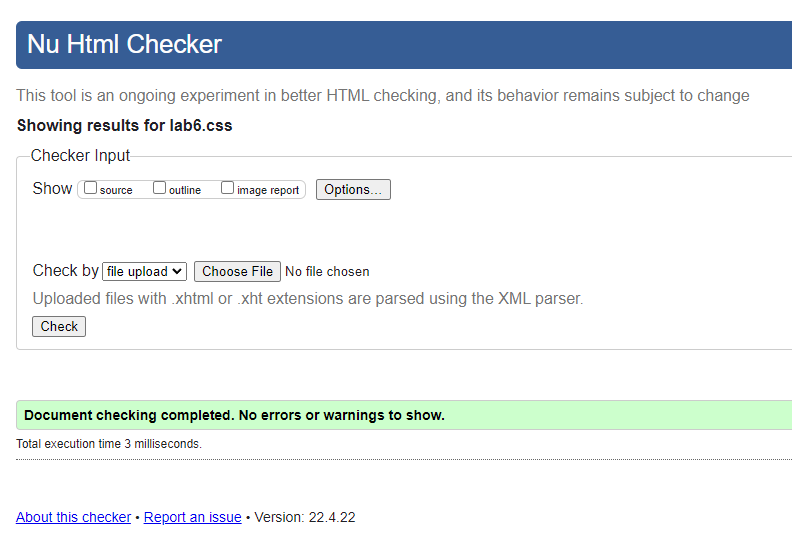 Nu Html Checker
This tool is an ongoing experiment in better HTML checking, and its behavior remains subject to change
Showing results for lab6.css
Checker Input
Show source outline image report Options...
Check by file upload Choose File No file chosen
Uploaded files with .xhtml or .xht extensions are parsed using the XML parser.
Check
Document checking completed. No errors or warnings to show.
Total execution time 3 milliseconds.
About this checker • Report an issue • Version: 22.4.22